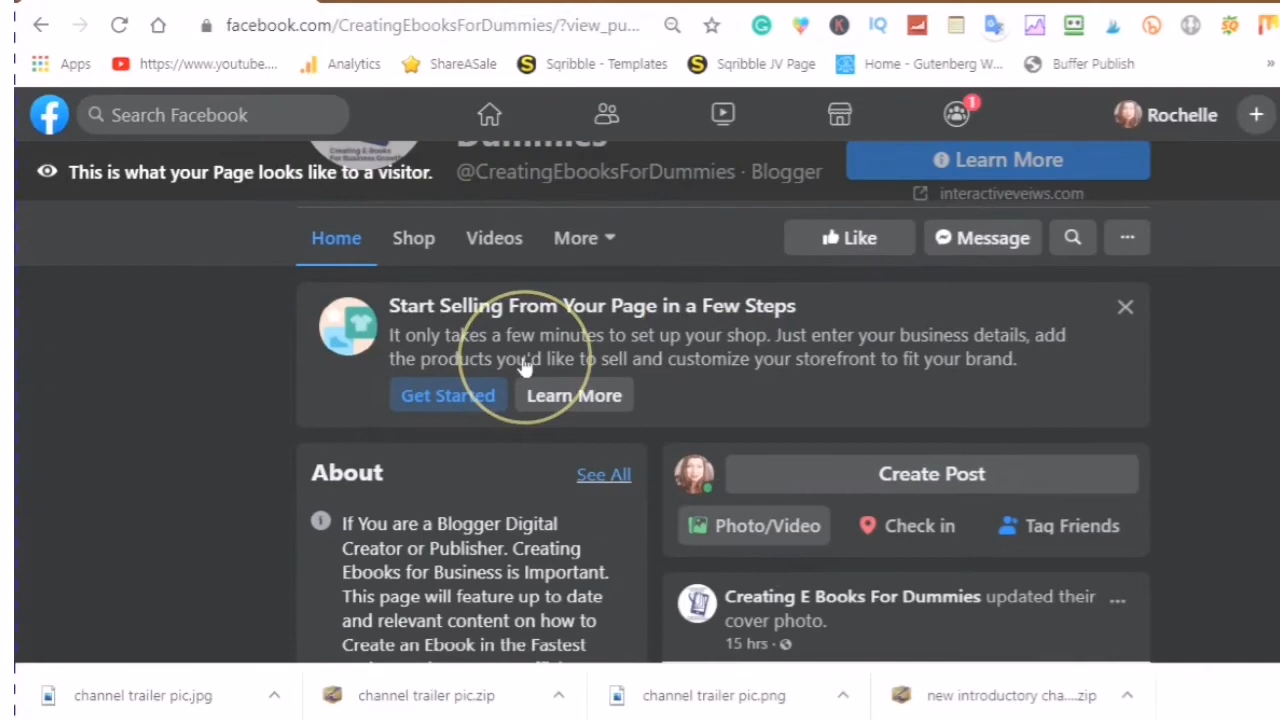 facebook.com/CreatingEbooksForDummies/?view_pu...
Apps https://www.youtube.... Analytics ShareASale Sqribble - Templates Sqribble JV Page Home - Gutenberg W... Buffer Publish »
Search Facebook 1 Rochelle
Creating E-Books
For Business Growth
Dummies
This is what your Page looks like to a visitor.
@CreatingEbooksForDummies · Blogger
Learn More
interactiveveiws.com
Home Shop Videos More Like Message ...
Start Selling From Your Page in a Few Steps
It only takes a few minutes to set up your shop. Just enter your business details, add
the products you'd like to sell and customize your storefront to fit your brand.
Get Started Learn More
About See All
If You are a Blogger Digital
Creator or Publisher. Creating
Ebooks for Business is Important.
This page will feature up to date
and relevant content on how to
Create an Ebook in the Fastest
Create Post
Photo/Video Check in Tag Friends
Creating E Books For Dummies updated their ...
cover photo.
15 hrs ·
channel trailer pic.jpg channel trailer pic.zip channel trailer pic.png new introductory cha....zip